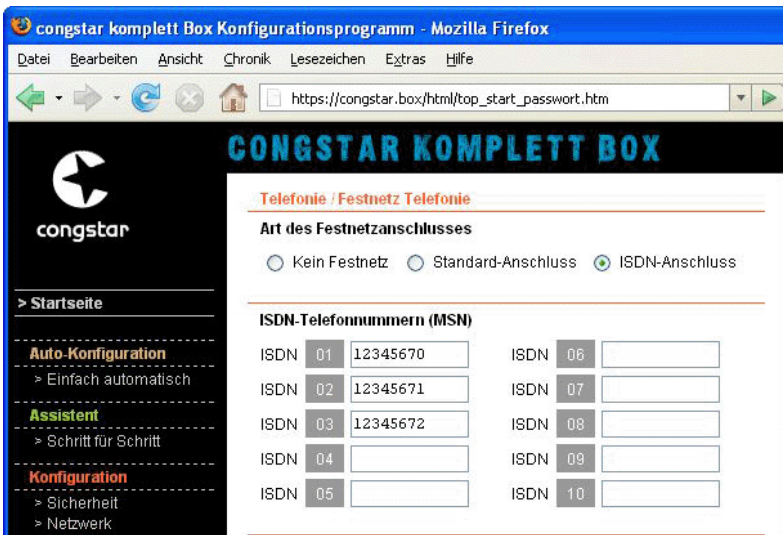 congstar komplett Box Konfigurationsprogramm - Mozilla Firefox
Datei Bearbeiten Ansicht Chronik Lesezeichen Extras Hilfe
https://congstar.box/html/top_start_passwort.htm
CONGSTAR KOMPLETT BOX
congstar
> Startseite
Auto-Konfiguration
> Einfach automatisch
Assistent
> Schritt für Schritt
Konfiguration
> Sicherheit
> Netzwerk
Telefonie / Festnetz Telefonie
Art des Festnetzanschlusses
Kein Festnetz Standard-Anschluss ISDN-Anschluss
ISDN-Telefonnummern (MSN)
ISDN 01 12345670 ISDN 06
ISDN 02 12345671 ISDN 07
ISDN 03 12345672 ISDN 08
ISDN 04 ISDN 09
ISDN 05 ISDN 10